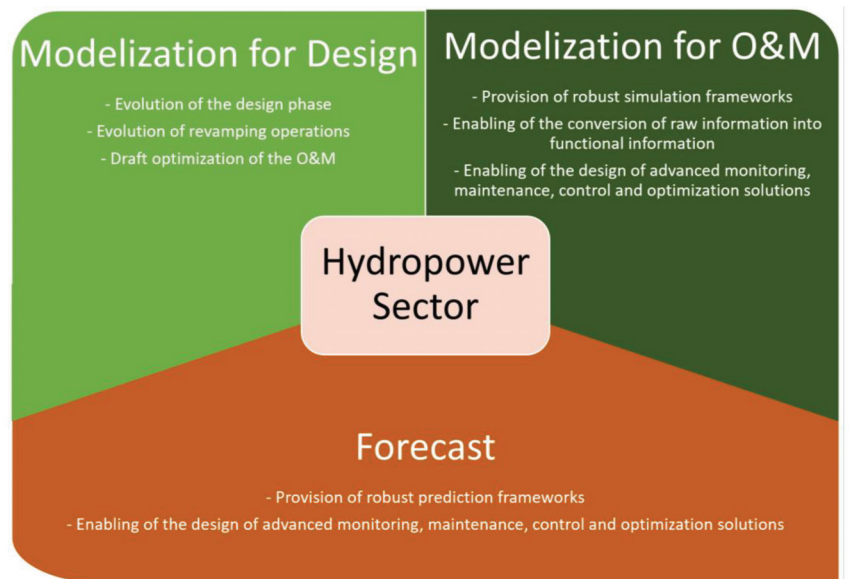 Modelization for Design
- Evolution of the design phase
- Evolution of revamping operations
- Draft optimization of the O&M
Modelization for O&M
- Provision of robust simulation frameworks
- Enabling of the conversion of raw information into
functional information
- Enabling of the design of advanced monitoring,
maintenance, control and optimization solutions
Hydropower
Sector
Forecast
- Provision of robust prediction frameworks
- Enabling of the design of advanced monitoring, maintenance, control and optimization solutions